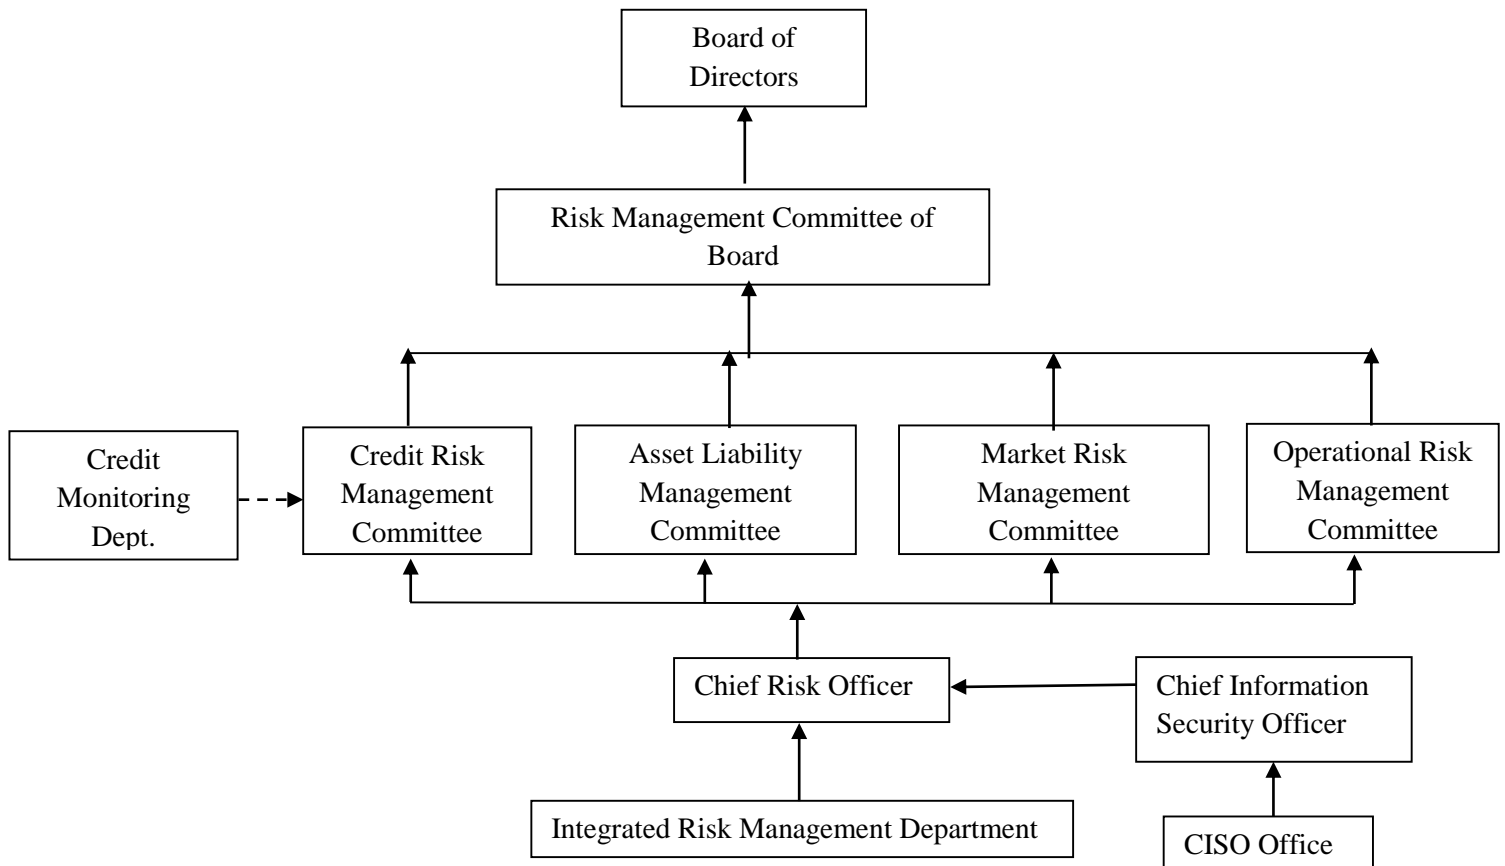 Board of
Directors
Risk Management Committee of
Board
Credit
Monitoring
Dept.
Credit Risk
Management
Committee
Asset Liability
Management
Committee
Market Risk
Management
Committee
Operational Risk
Management
Committee
Chief Risk Officer
Chief Information
Security Officer
Integrated Risk Management Department
CISO Office